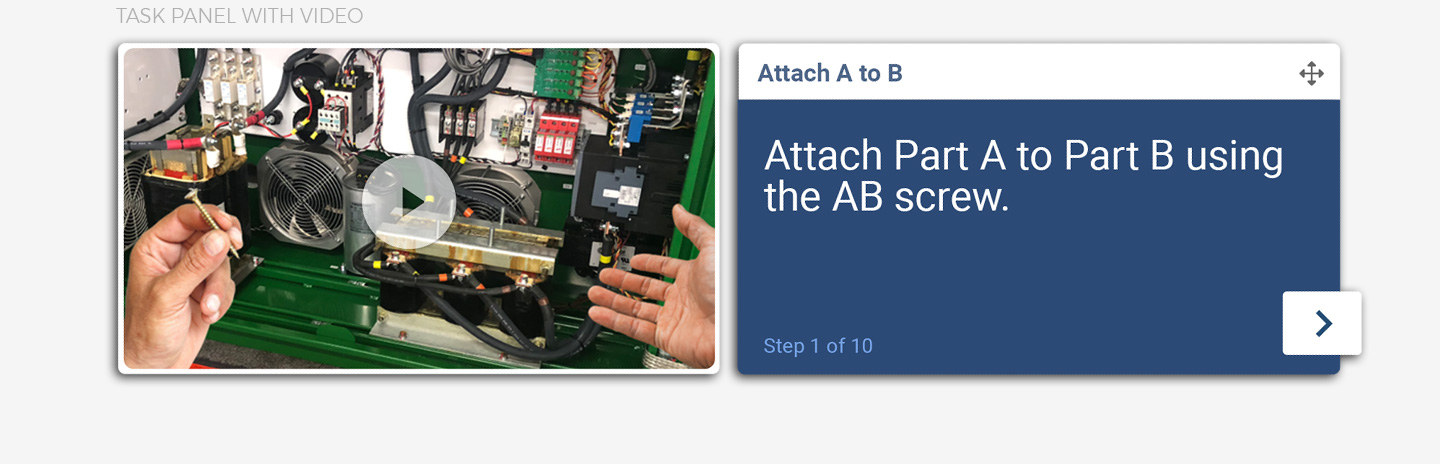 TASK PANEL WITH VIDEO
Attach A to B
Attach Part A to Part B using
the AB screw.
Step 1 of 10